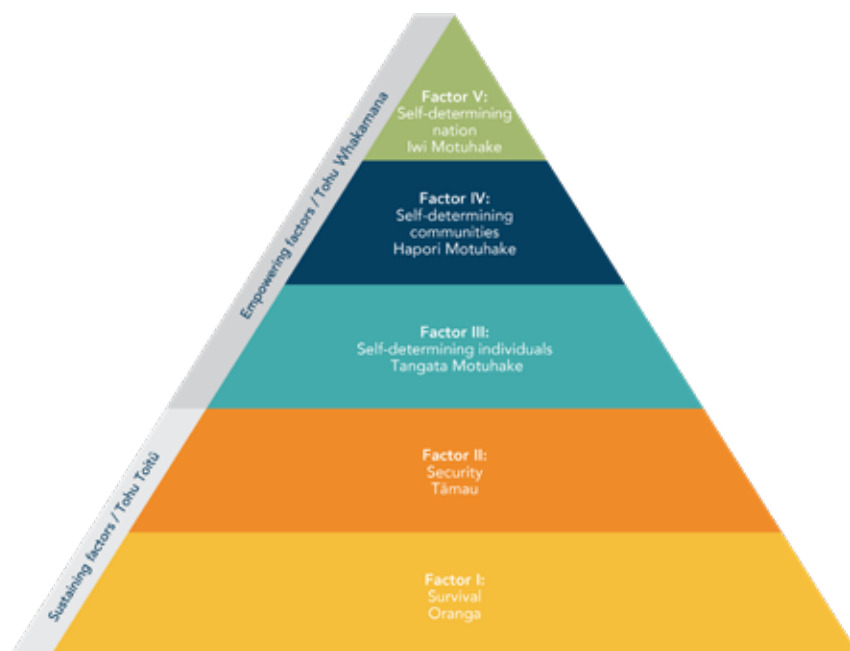 Factor V:
Self-determining
nation
Iwi Motuhake
Factor IV:
Self-determining
communities
Hapori Motuhake
Factor III:
Self-determining individuals
Tangata Motuhake
Factor II:
Security
Tāmau
Factor I:
Survival
Oranga
Empowering factors / Tohu Whakamana
Sustaining factors / Tohu Toitū